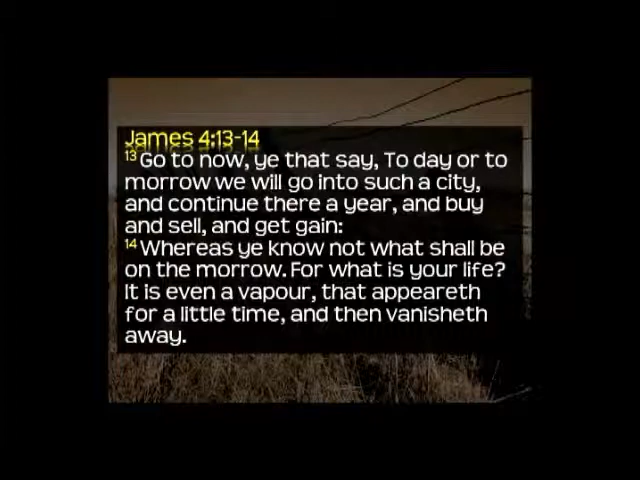 James 4:13-14
13 Go to now, ye that say, To day or to
morrow we will go into such a city,
and continue there a year, and buy
and sell, and get gain:
14 Whereas ye know not what shall be
on the morrow. For what is your life?
It is even a vapour, that appeareth
for a little time, and then vanisheth
away.